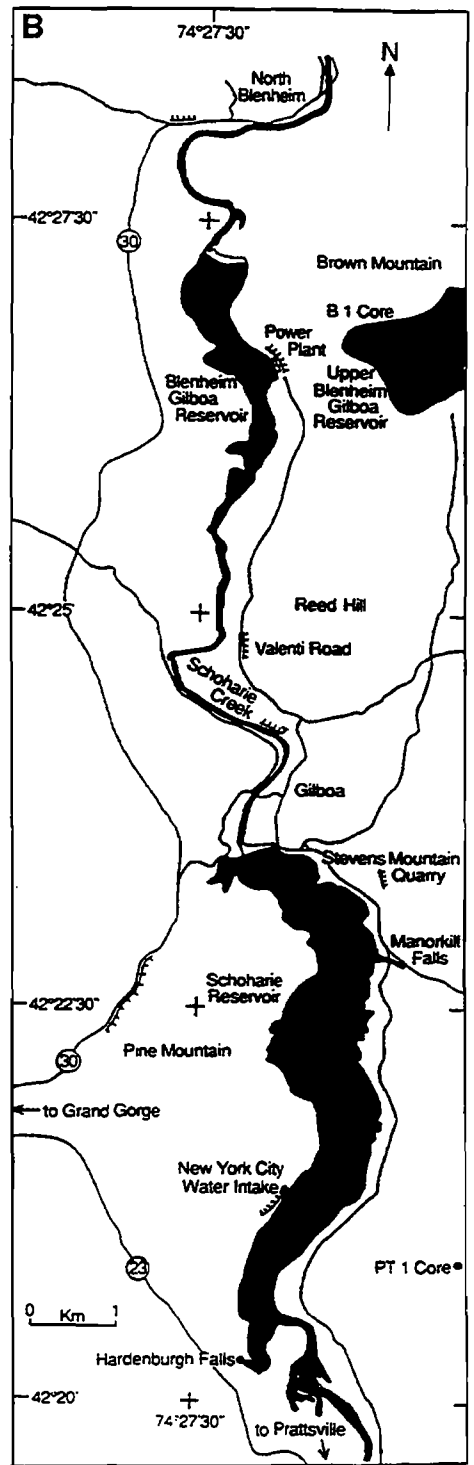 B
74°27'30"
North
Blenheim
N
42°27'30"
30
Brown Mountain
B 1 Core
Power
Plant
Upper
Blenheim
Gilboa
Reservoir
Blenheim
Gilboa
Reservoir
42°25'
Reed Hill
Valenti Road
Schoharie
Creek
Gilboa
Stevens Mountain
Quarry
Manorkill
Falls
Schoharie
Reservoir
42°22'30"
Pine Mountain
30
to Grand Gorge
New York City
Water Intake
23
PT 1 Core
0 Km 1
Hardenburgh Falls
42°20'
74°27'30"
to Prattsville